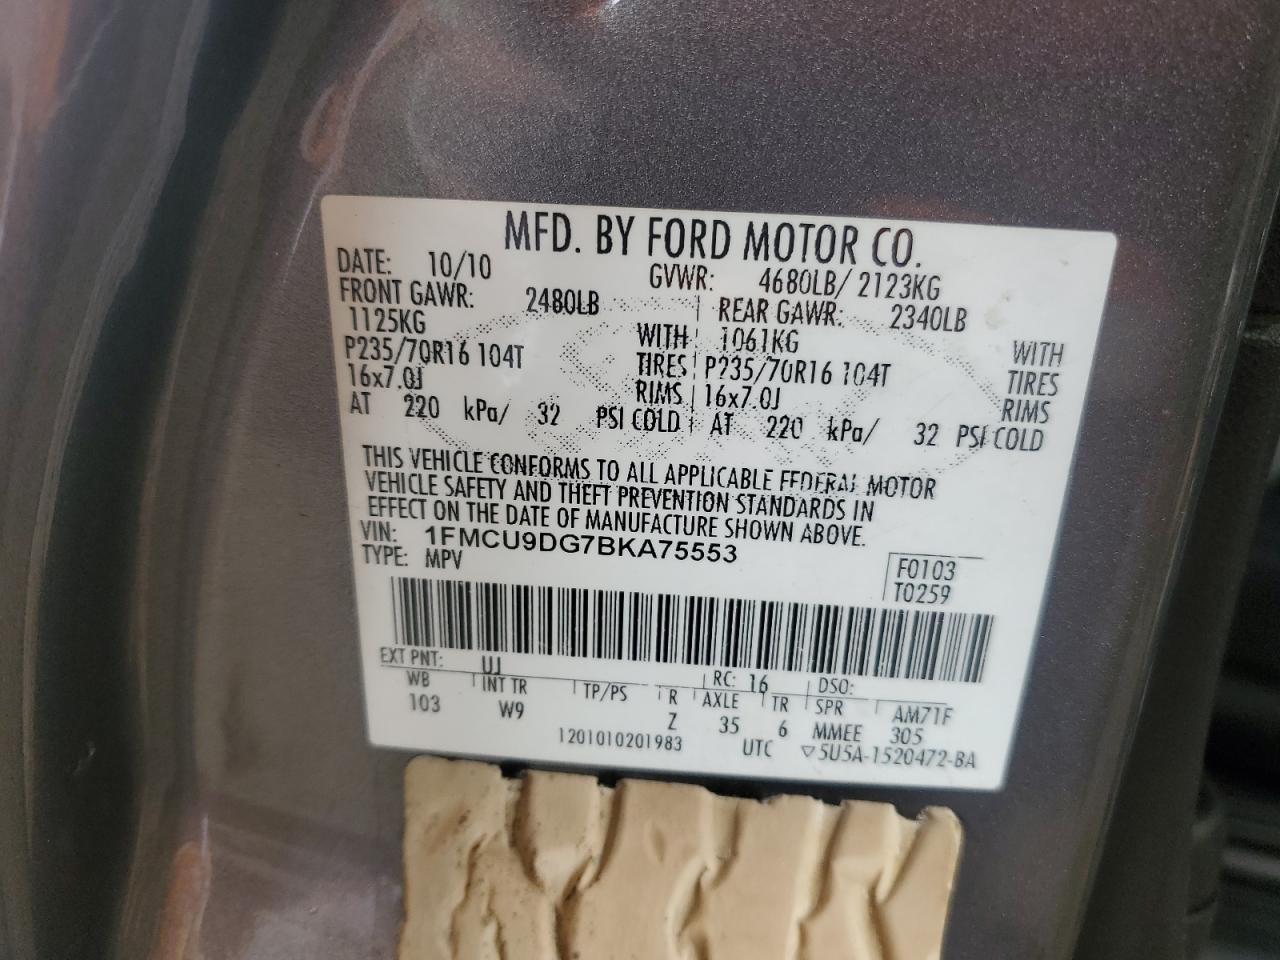 MFD. BY FORD MOTOR CO.
DATE: 10/10 GVWR: 4680LB/ 2123KG
FRONT GAWR: 2480LB REAR GAWR: 2340LB
1125KG WITH 1061KG WITH
P235/70R16 104T TIRES P235/70R16 104T TIRES
16x7.0J RIMS 16x7.0J RIMS
AT 220 kPa/ 32 PSI COLD AT 220 kPa/ 32 PSI COLD
THIS VEHICLE CONFORMS TO ALL APPLICABLE FEDERAL MOTOR
VEHICLE SAFETY AND THEFT PREVENTION STANDARDS IN
EFFECT ON THE DATE OF MANUFACTURE SHOWN ABOVE.
VIN: 1FMCU9DG7BKA75553
TYPE: MPV
F0103
T0259
EXT PNT: UJ RC: 16 DSO:
WB INT TR TP/PS R AXLE TR SPR AM71F
103 W9 Z 35 6 MMEE 305
1201010201983 UTC ▽5U5A-1520472-BA